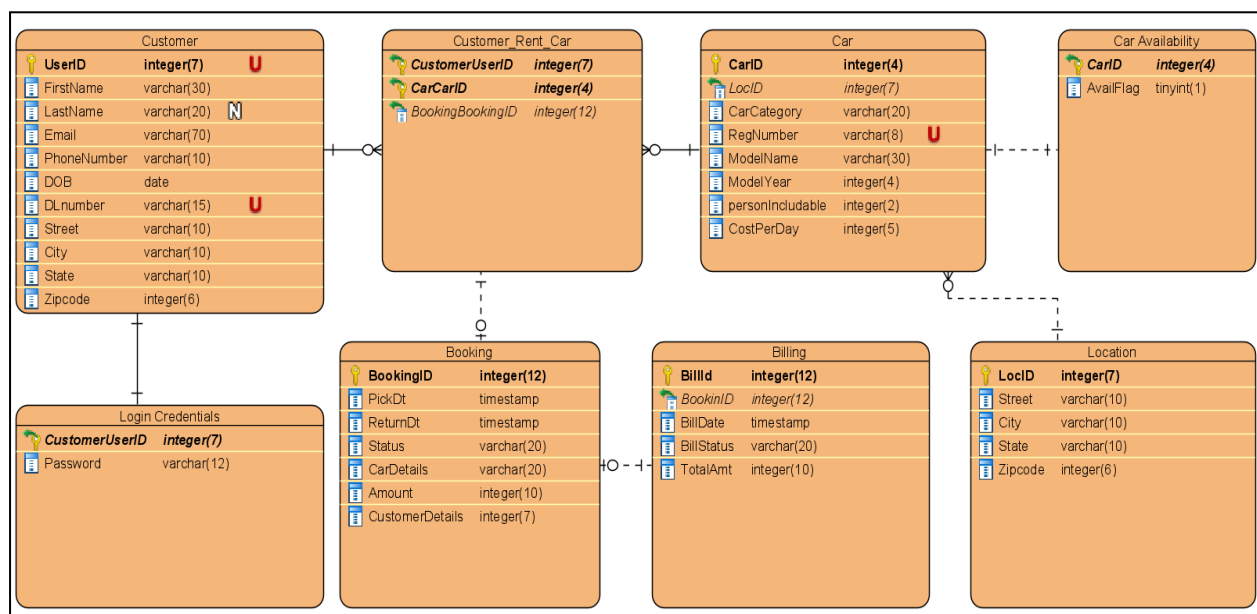 Customer
UserID integer(7) U
FirstName varchar(30)
LastName varchar(20) N
Email varchar(70)
PhoneNumber varchar(10)
DOB date
DLnumber varchar(15) U
Street varchar(10)
City varchar(10)
State varchar(10)
Zipcode integer(6)
Customer_Rent_Car
CustomerUserID integer(7)
CarCarID integer(4)
BookingBookingID integer(12)
Car
CarID integer(4)
LocID integer(7)
CarCategory varchar(20)
RegNumber varchar(8) U
ModelName varchar(30)
ModelYear integer(4)
personIncludable integer(2)
CostPerDay integer(5)
Car Availability
CarID integer(4)
AvailFlag tinyint(1)
Login Credentials
CustomerUserID integer(7)
Password varchar(12)
Booking
BookingID integer(12)
PickDt timestamp
ReturnDt timestamp
Status varchar(20)
CarDetails varchar(20)
Amount integer(10)
CustomerDetails integer(7)
Billing
BillId integer(12)
BookinID integer(12)
BillDate timestamp
BillStatus varchar(20)
TotalAmt integer(10)
Location
LocID integer(7)
Street varchar(10)
City varchar(10)
State varchar(10)
Zipcode integer(6)